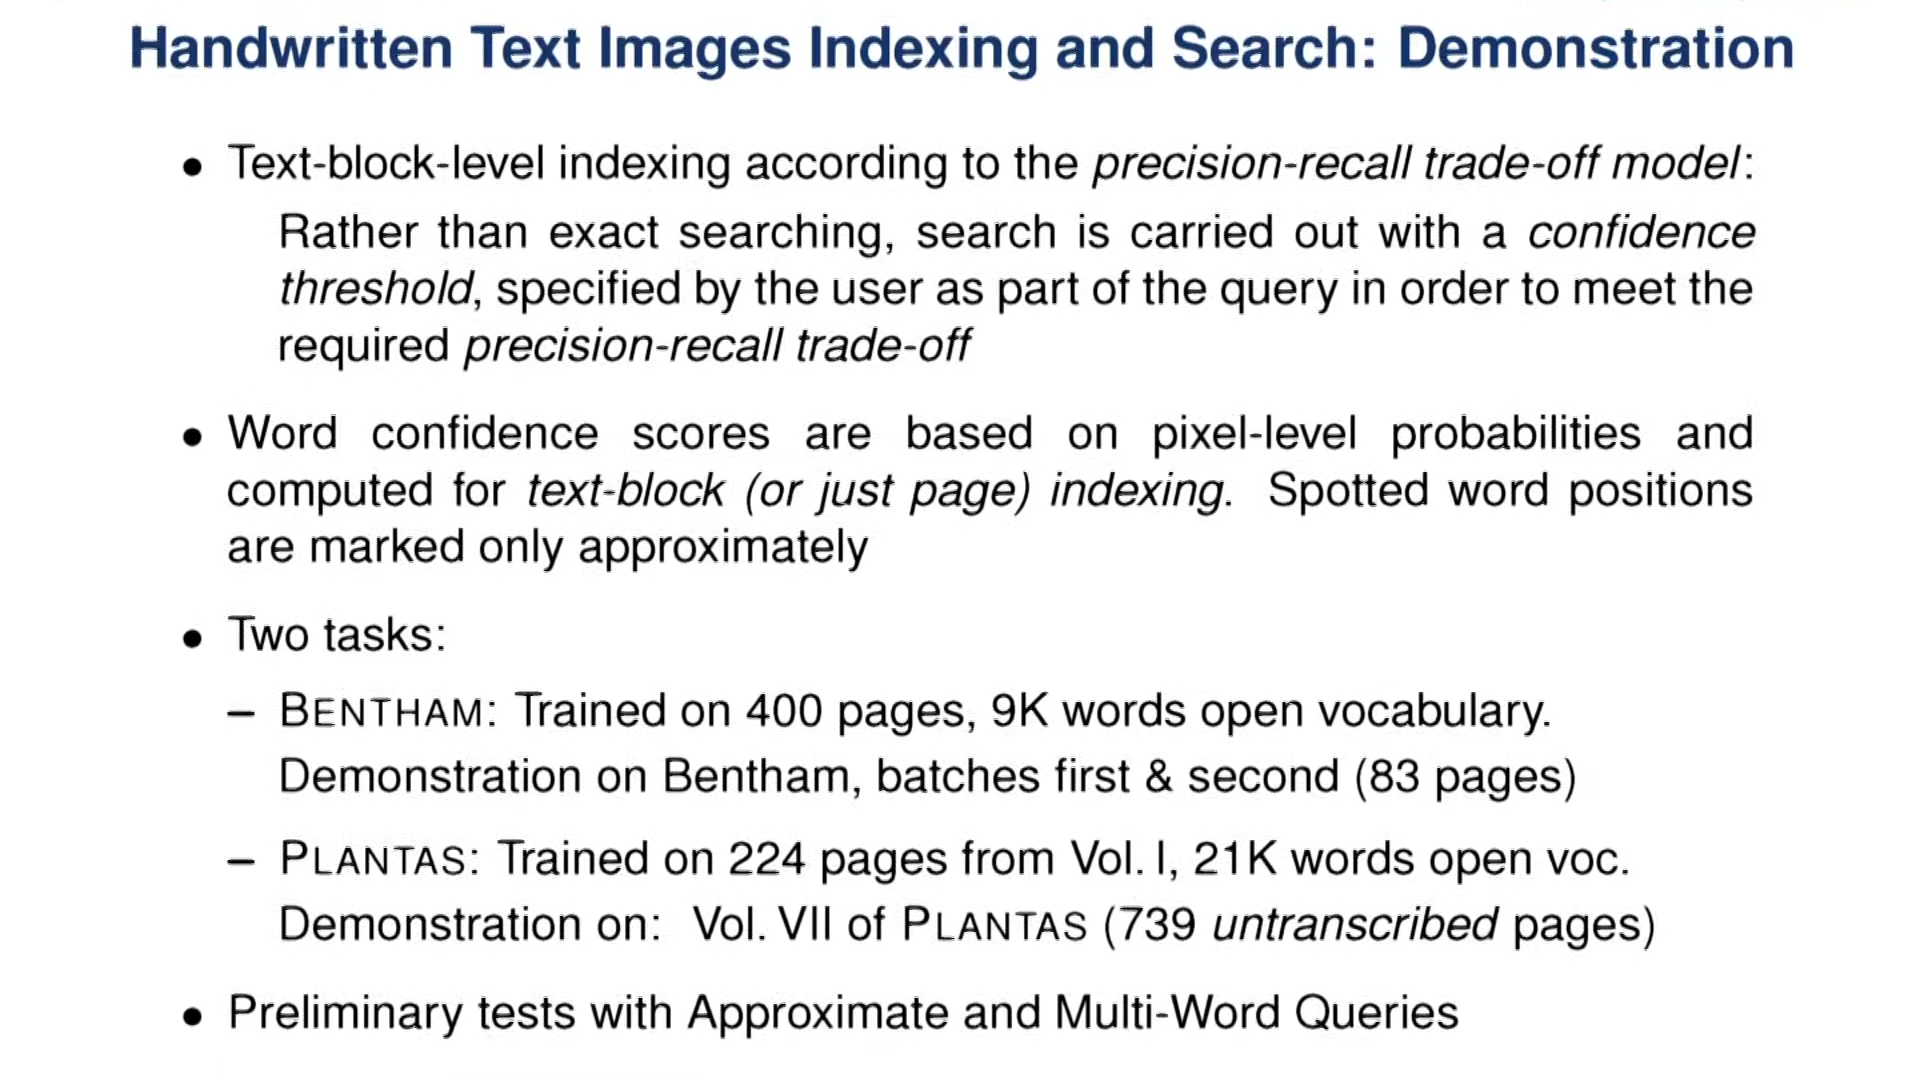 Handwritten Text Images Indexing and Search: Demonstration
• Text-block-level indexing according to the precision-recall trade-off model:
Rather than exact searching, search is carried out with a confidence
threshold, specified by the user as part of the query in order to meet the
required precision-recall trade-off
• Word confidence scores are based on pixel-level probabilities and
computed for text-block (or just page) indexing. Spotted word positions
are marked only approximately
• Two tasks:
– BENTHAM: Trained on 400 pages, 9K words open vocabulary.
Demonstration on Bentham, batches first & second (83 pages)
– PLANTAS: Trained on 224 pages from Vol. I, 21K words open voc.
Demonstration on: Vol. VII of PLANTAS (739 untranscribed pages)
• Preliminary tests with Approximate and Multi-Word Queries